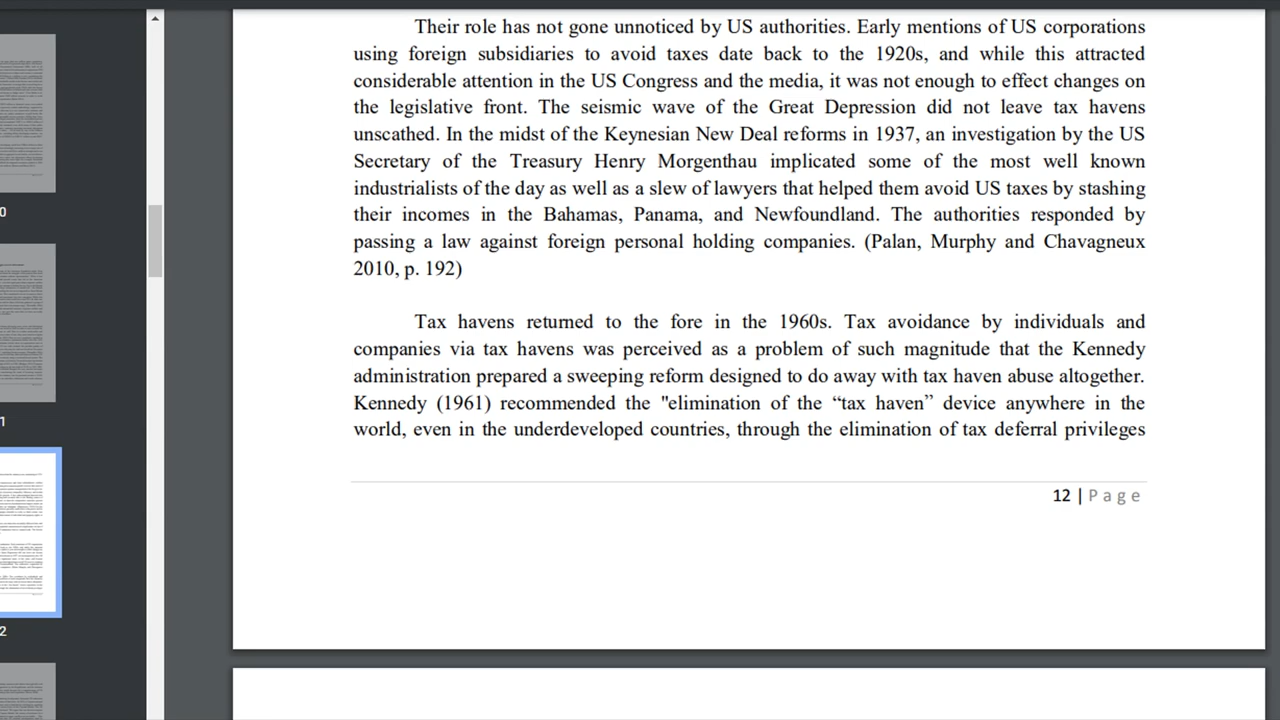 Their role has not gone unnoticed by US authorities. Early mentions of US corporations
using foreign subsidiaries to avoid taxes date back to the 1920s, and while this attracted
considerable attention in the US Congress and the media, it was not enough to effect changes on
the legislative front. The seismic wave of the Great Depression did not leave tax havens
unscathed. In the midst of the Keynesian New Deal reforms in 1937, an investigation by the US
Secretary of the Treasury Henry Morgenthau implicated some of the most well known
industrialists of the day as well as a slew of lawyers that helped them avoid US taxes by stashing
their incomes in the Bahamas, Panama, and Newfoundland. The authorities responded by
passing a law against foreign personal holding companies. (Palan, Murphy and Chavagneux
2010, p. 192)
Tax havens returned to the fore in the 1960s. Tax avoidance by individuals and
companies via tax havens was perceived as a problem of such magnitude that the Kennedy
administration prepared a sweeping reform designed to do away with tax haven abuse altogether.
Kennedy (1961) recommended the "elimination of the “tax haven” device anywhere in the
world, even in the underdeveloped countries, through the elimination of tax deferral privileges
12 | Page
0
1
2